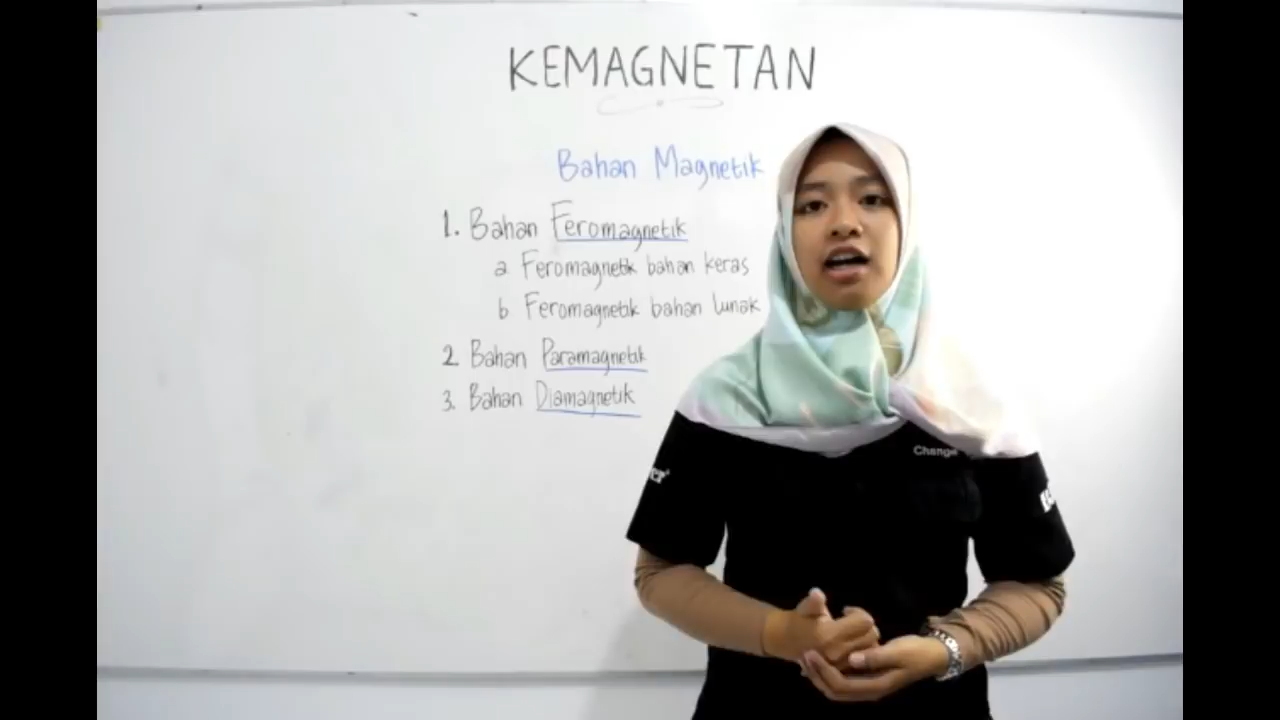 KEMAGNETAN
Bahan Magnetik
1. Bahan Feromagnetik
a Feromagnetik bahan keras
b Feromagnetik bahan lunak
2 Bahan Paramagnetik
3. Bahan Diamagnetik
Change